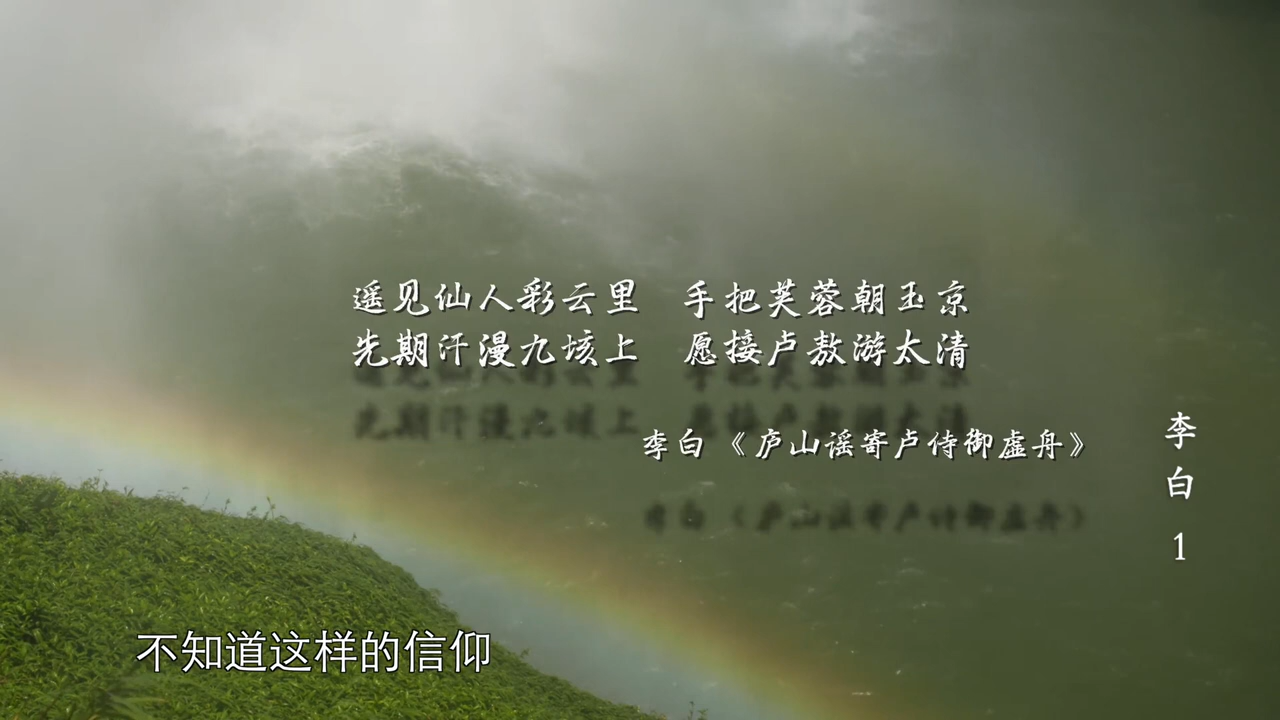 遥见仙人彩云里 手把芙蓉朝玉京
先期汗漫九垓上 愿接卢敖游太清
李白《庐山谣寄卢侍御虚舟》
李白 1
不知道这样的信仰